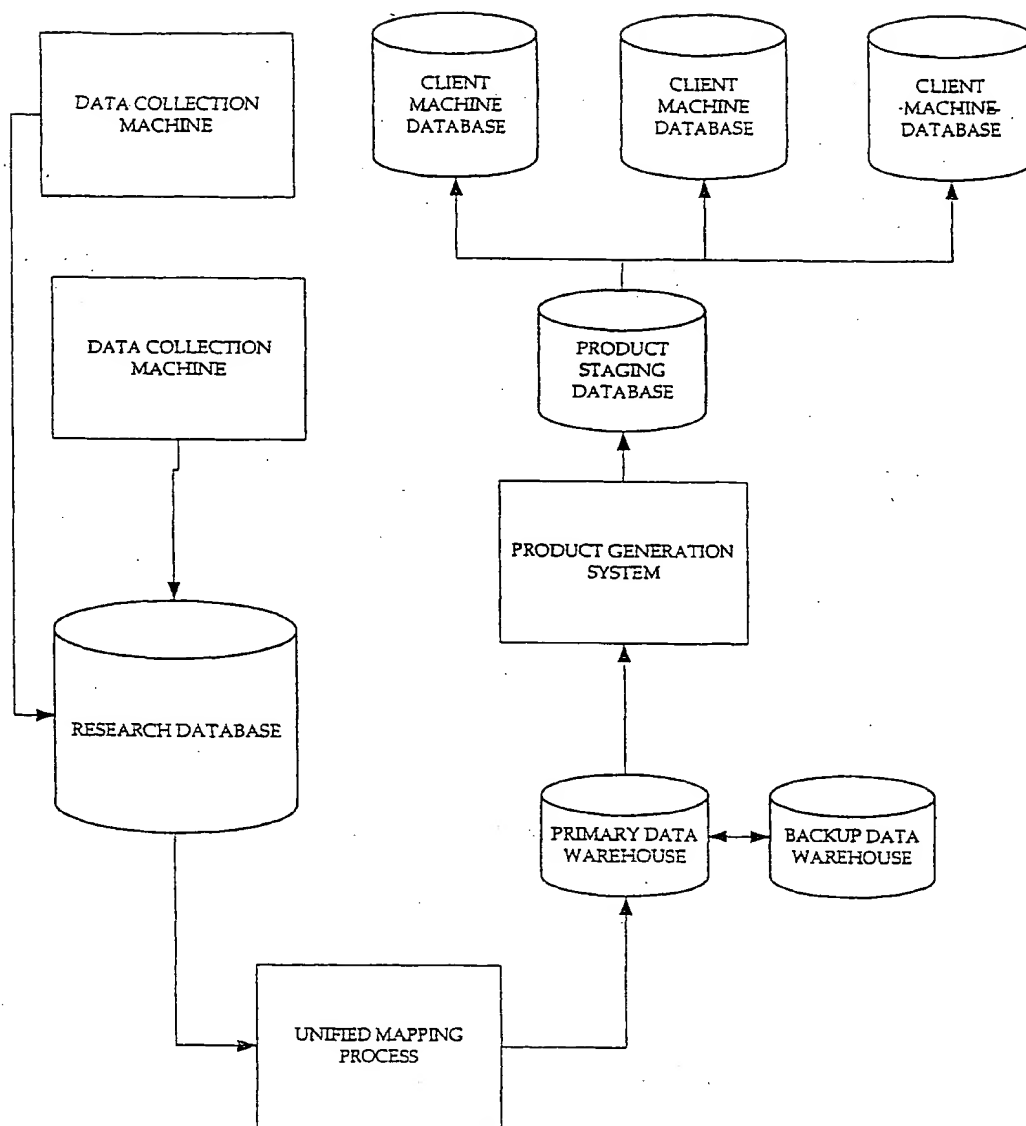 DATA COLLECTION
MACHINE
CLIENT
MACHINE
DATABASE
CLIENT
MACHINE
DATABASE
CLIENT
MACHINE
DATABASE
DATA COLLECTION
MACHINE
PRODUCT
STAGING
DATABASE
PRODUCT GENERATION
SYSTEM
RESEARCH DATABASE
PRIMARY DATA
WAREHOUSE
BACKUP DATA
WAREHOUSE
UNIFIED MAPPING
PROCESS